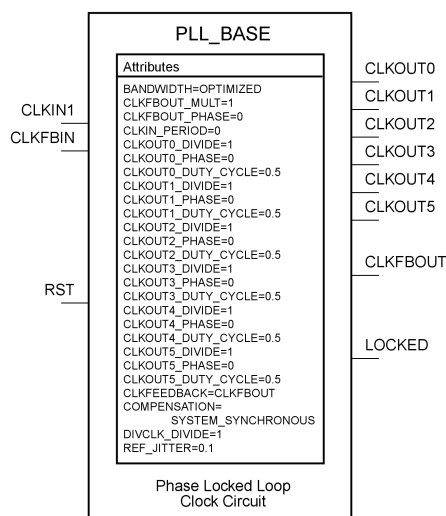 PLL_BASE
Attributes
BANDWIDTH=OPTIMIZED
CLKFBOUT_MULT=1
CLKFBOUT_PHASE=0
CLKIN_PERIOD=0
CLKOUT0_DIVIDE=1
CLKOUT0_PHASE=0
CLKOUT0_DUTY_CYCLE=0.5
CLKOUT1_DIVIDE=1
CLKOUT1_PHASE=0
CLKOUT1_DUTY_CYCLE=0.5
CLKOUT2_DIVIDE=1
CLKOUT2_PHASE=0
CLKOUT2_DUTY_CYCLE=0.5
CLKOUT3_DIVIDE=1
CLKOUT3_PHASE=0
CLKOUT3_DUTY_CYCLE=0.5
CLKOUT4_DIVIDE=1
CLKOUT4_PHASE=0
CLKOUT4_DUTY_CYCLE=0.5
CLKOUT5_DIVIDE=1
CLKOUT5_PHASE=0
CLKOUT5_DUTY_CYCLE=0.5
CLKFEEDBACK=CLKFBOUT
COMPENSATION=
SYSTEM_SYNCHRONOUS
DIVCLK_DIVIDE=1
REF_JITTER=0.1
CLKIN1
CLKFBIN
RST
CLKOUT0
CLKOUT1
CLKOUT2
CLKOUT3
CLKOUT4
CLKOUT5
CLKFBOUT
LOCKED
Phase Locked Loop
Clock Circuit